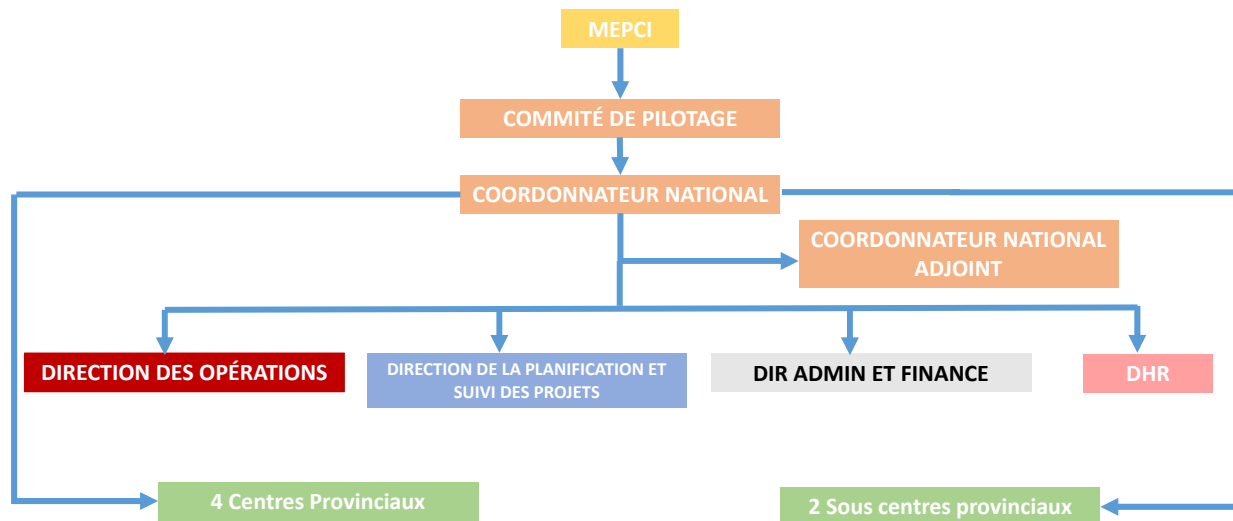 MEPCI
COMMITÉ DE PILOTAGE
COORDONNATEUR NATIONAL
COORDONNATEUR NATIONAL
ADJOINT
DIRECTION DES OPÉRATIONS
DIRECTION DE LA PLANIFICATION ET
SUIVI DES PROJETS
DIR ADMIN ET FINANCE
DHR
4 Centres Provinciaux
2 Sous centres provinciaux